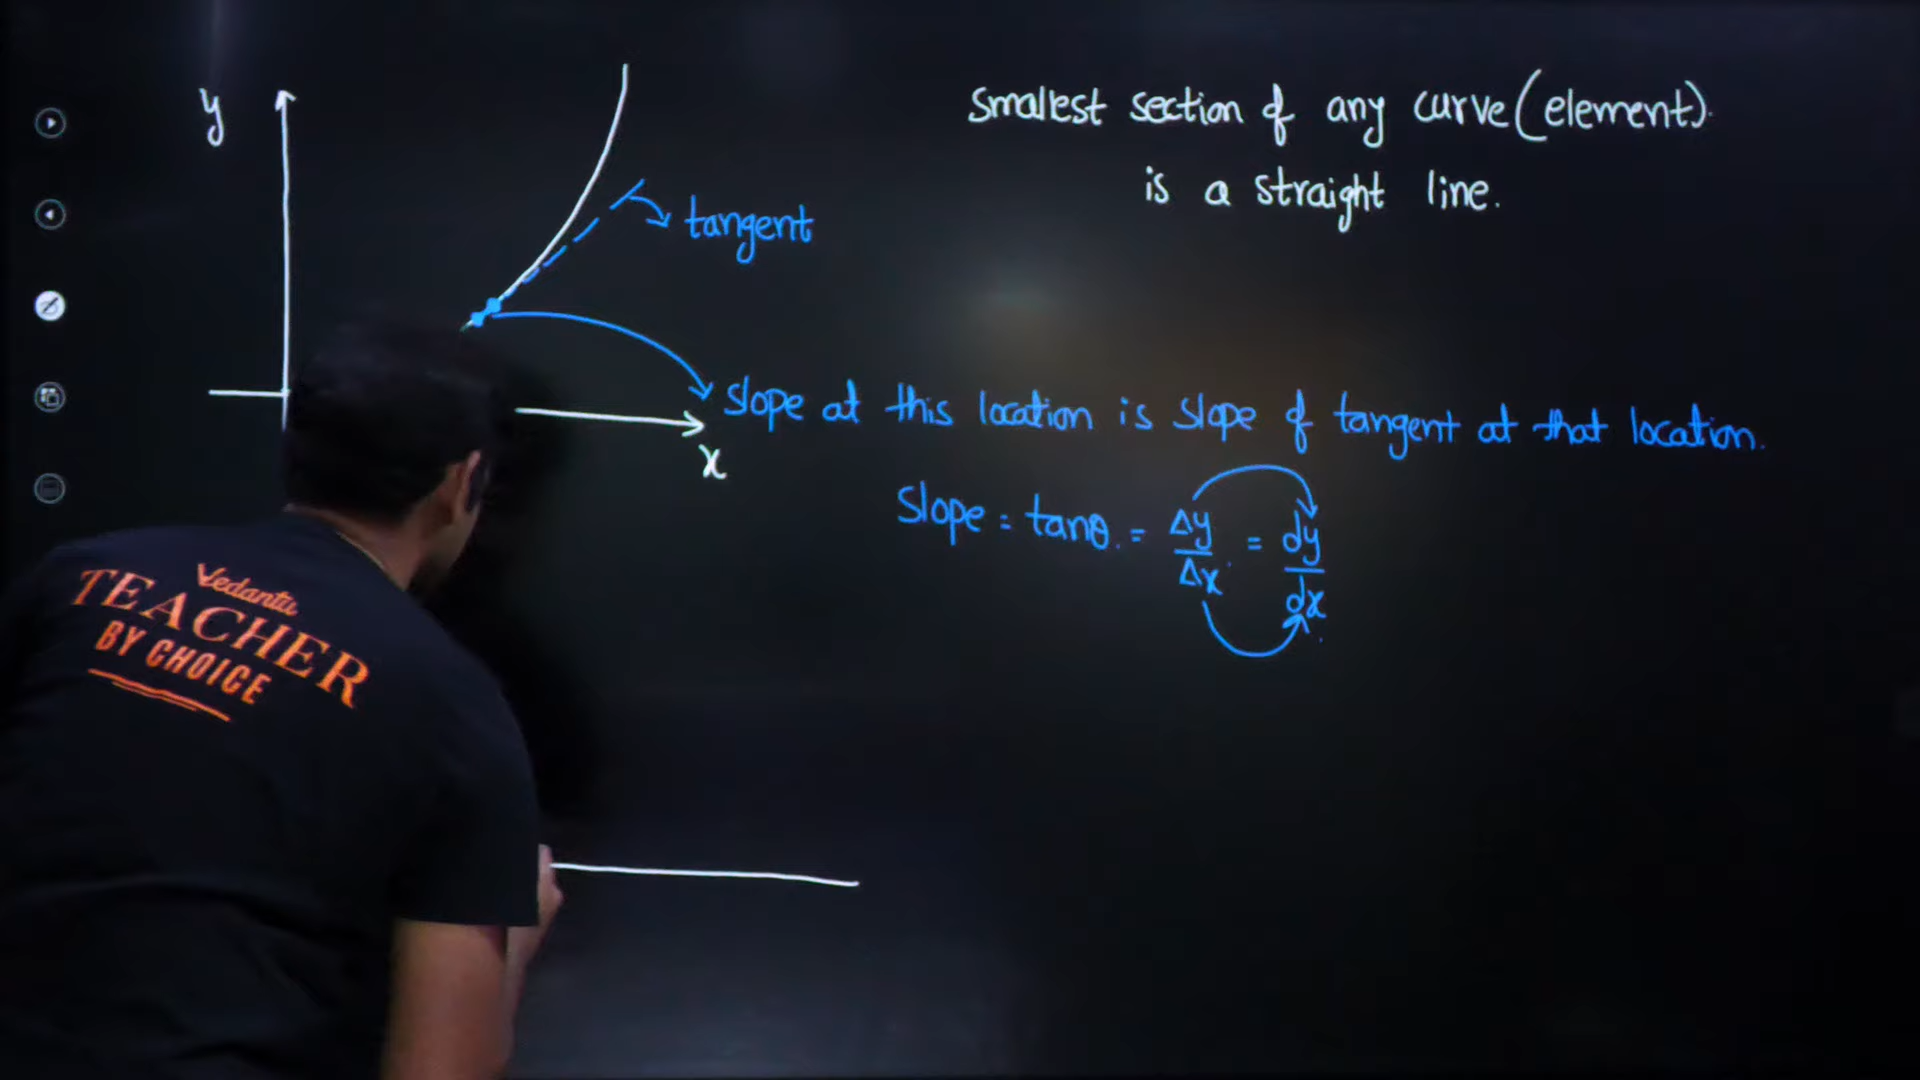 y
smallest section of any curve (element).
is a straight line.
tangent
slope at this location is slope of tangent at that location.
x
slope = tanθ. = Δy/Δx = dy/dx
Vedantu
TEACHER
BY CHOICE